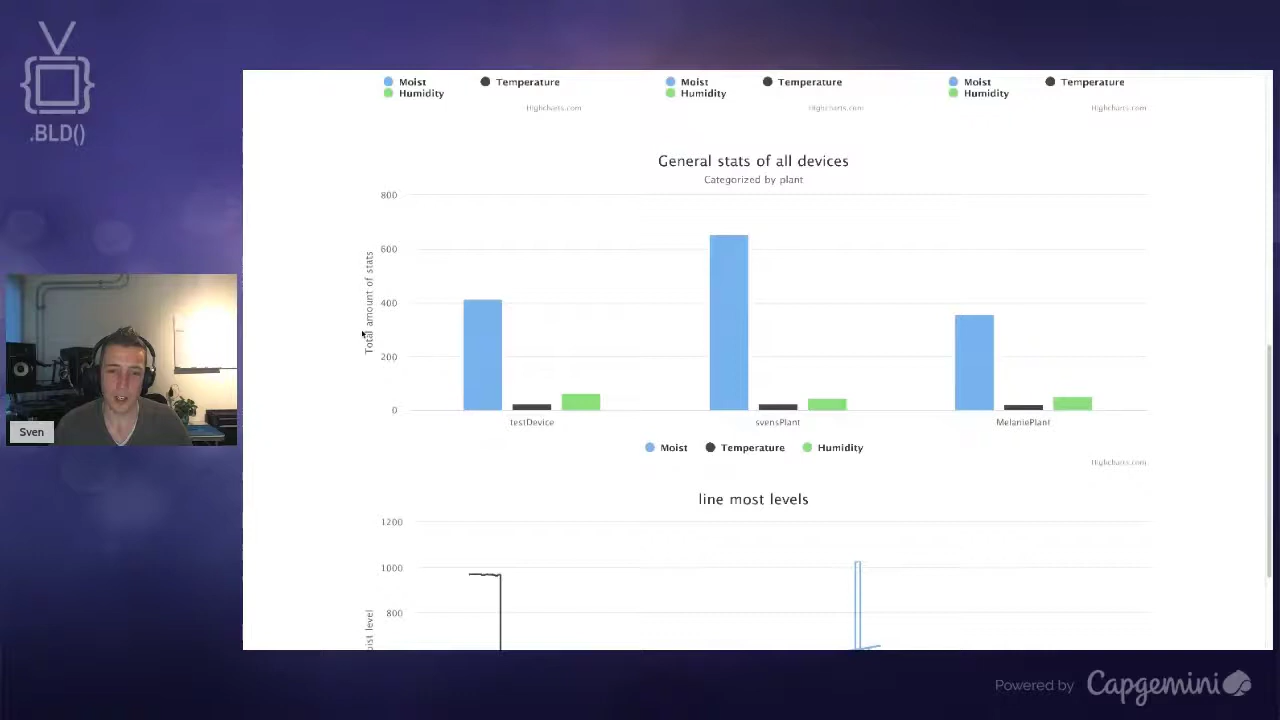 .BLD()
Moist Temperature Moist Temperature Moist Temperature
Humidity Humidity Humidity
Highcharts.com Highcharts.com Highcharts.com
General stats of all devices
Categorized by plant
800
600
400
200
0
Total amount of stats
testDevice svensPlant MelaniePlant
Moist Temperature Humidity
Highcharts.com
line most levels
1200
1000
800
oist level
Sven
Powered by Capgemini